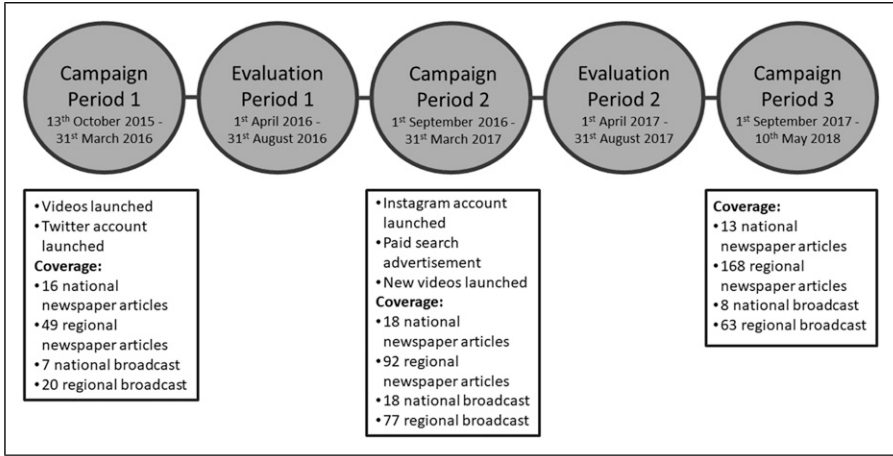 Campaign
Period 1
13th October 2015 -
31st March 2016
Evaluation
Period 1
1st April 2016 -
31st August 2016
Campaign
Period 2
1st September 2016 -
31st March 2017
Evaluation
Period 2
1st April 2017 -
31st August 2017
Campaign
Period 3
1st September 2017 -
10th May 2018
• Videos launched
• Twitter account
launched
Coverage:
• 16 national
newspaper articles
• 49 regional
newspaper articles
• 7 national broadcast
• 20 regional broadcast
• Instagram account
launched
• Paid search
advertisement
• New videos launched
Coverage:
• 18 national
newspaper articles
• 92 regional
newspaper articles
• 18 national broadcast
• 77 regional broadcast
Coverage:
• 13 national
newspaper articles
• 168 regional
newspaper articles
• 8 national broadcast
• 63 regional broadcast